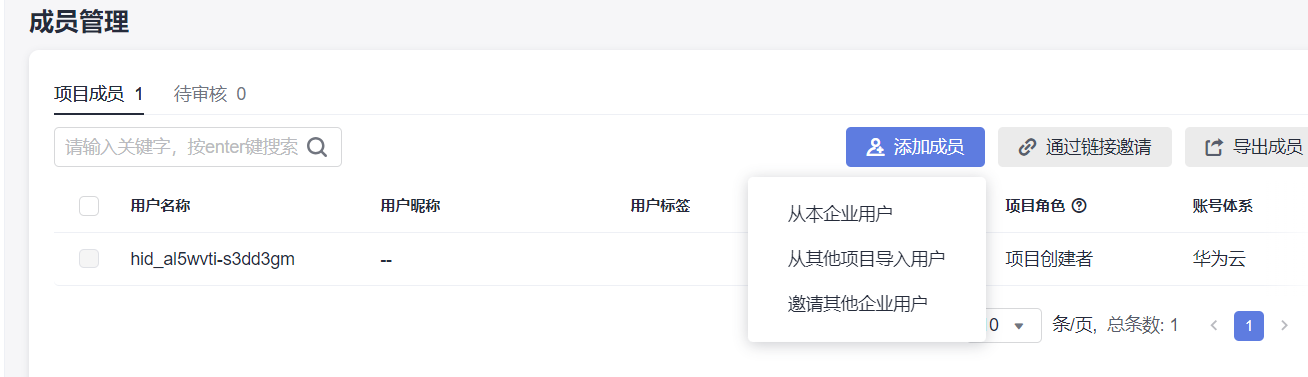 成员管理
项目成员 1 待审核 0
请输入关键字，按enter键搜索 添加成员 通过链接邀请 导出成员
用户名称 用户昵称 用户标签 项目角色 账号体系
从本企业用户
hid_al5wvti-s3dd3gm -- 从其他项目导入用户 项目创建者 华为云
邀请其他企业用户
0 条/页, 总条数: 1 1